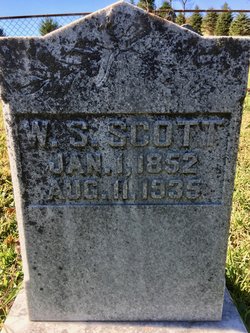 W. S. SCOTT
JAN. 1, 1852
AUG. 11 1935